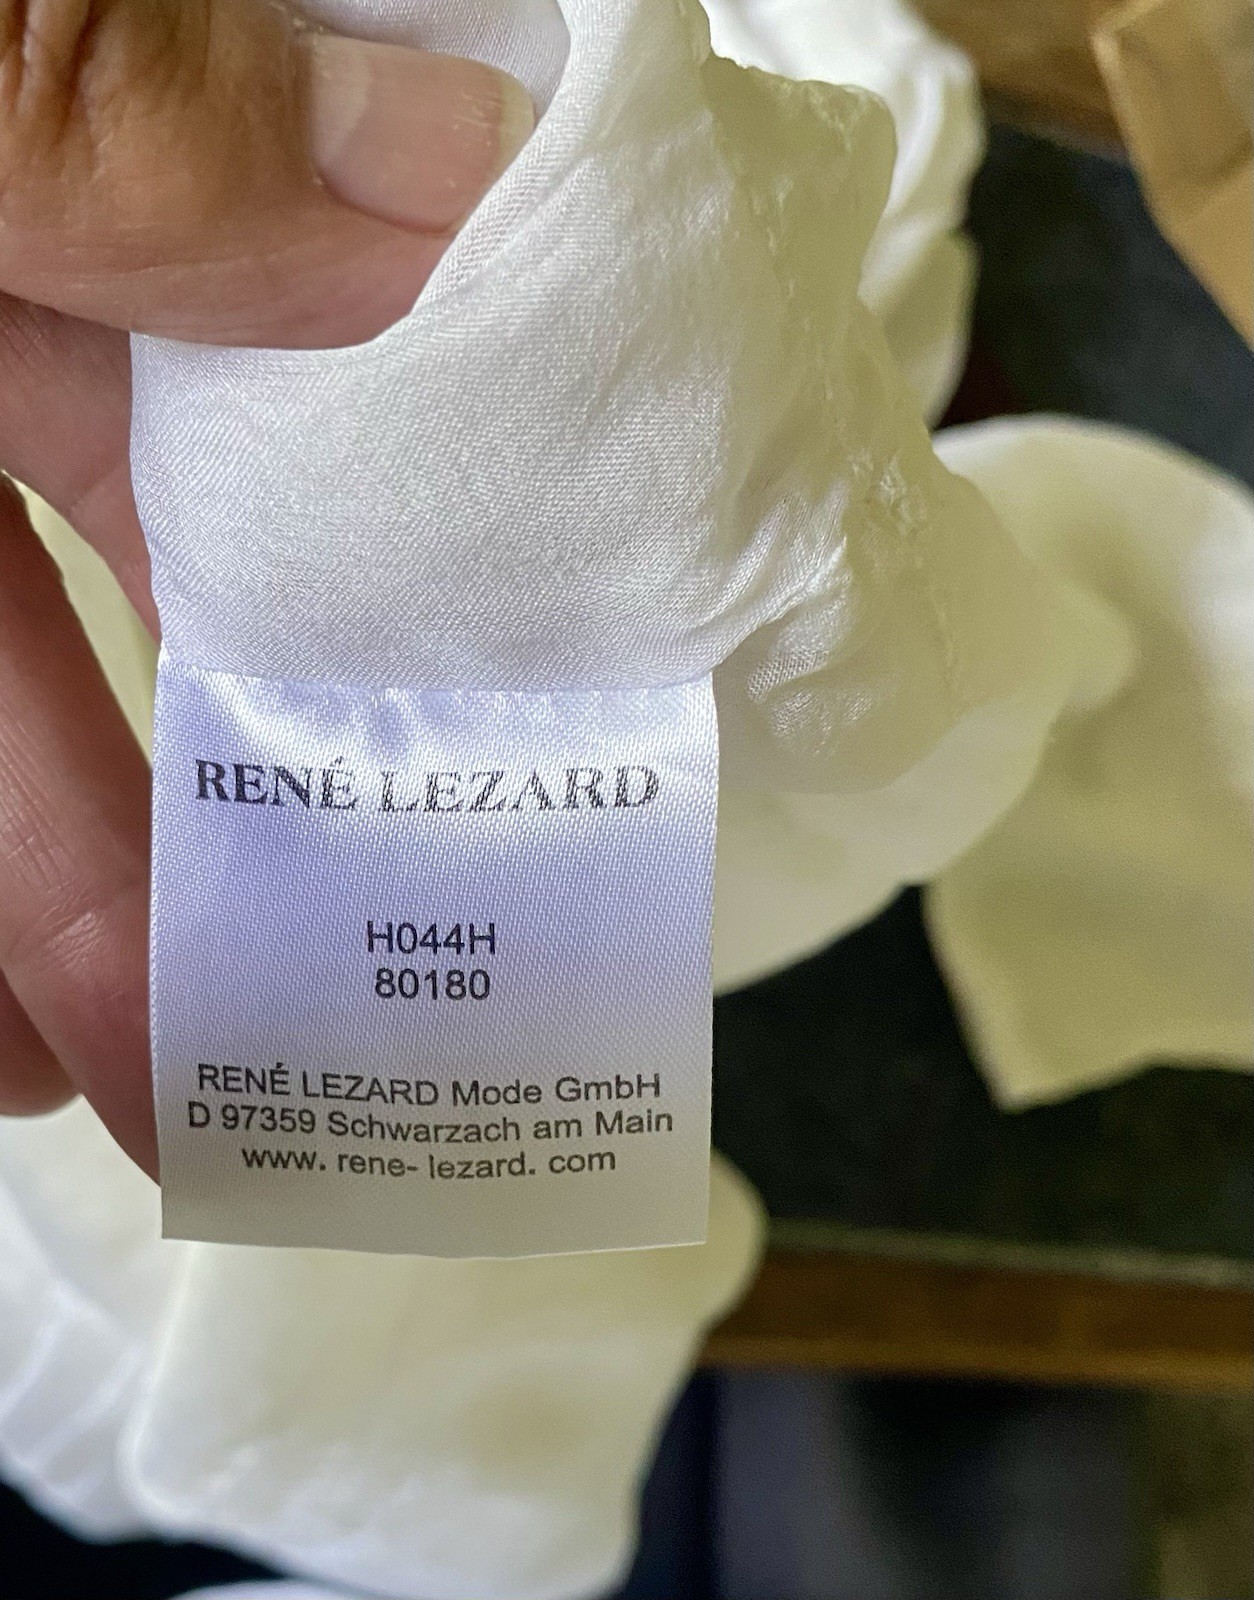 RENÉ LEZARD
H044H
80180
RENÉ LEZARD Mode GmbH
D 97359 Schwarzach am Main
www. rene- lezard. com